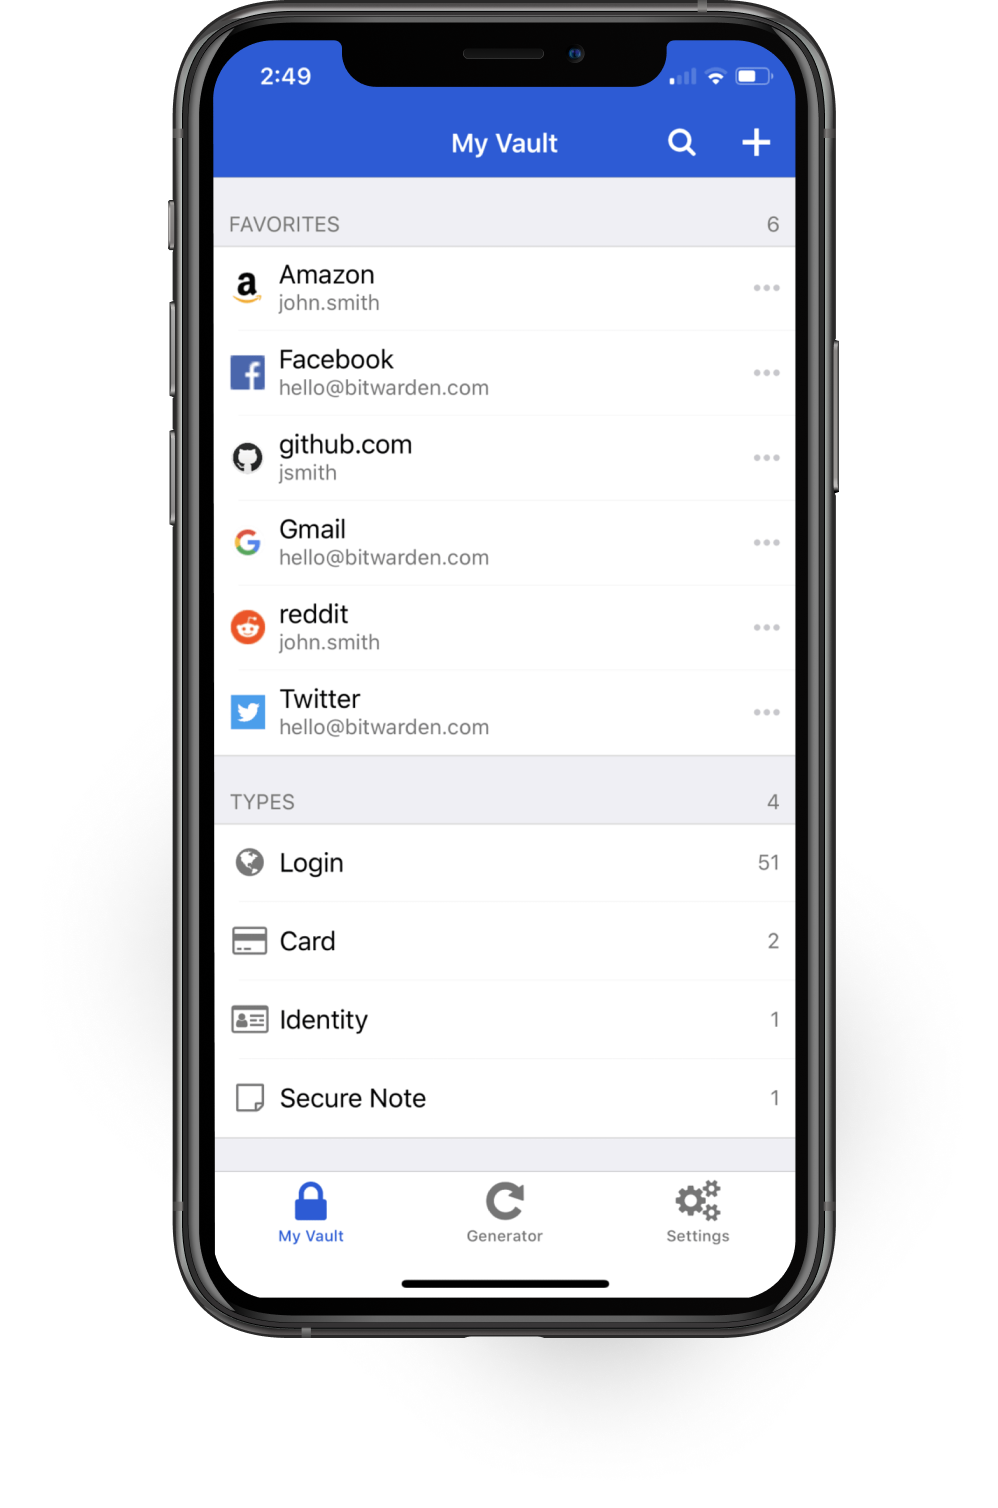 2:49
My Vault
FAVORITES 6
Amazon
john.smith
Facebook
hello@bitwarden.com
github.com
jsmith
Gmail
hello@bitwarden.com
reddit
john.smith
Twitter
hello@bitwarden.com
TYPES 4
Login 51
Card 2
Identity 1
Secure Note 1
My Vault Generator Settings